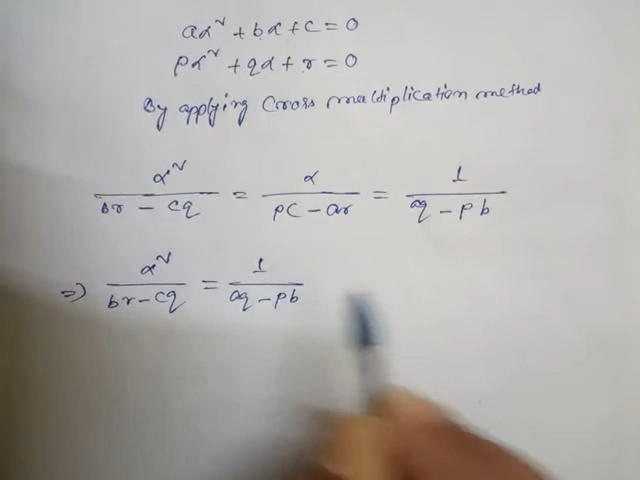 aα² + bα + c = 0
pα² + qα + r = 0
By applying Cross multiplication method
α² / (br - cq) = α / (pc - ar) = 1 / (aq - pb)
⇒) α² / (br - cq) = 1 / (aq - pb)